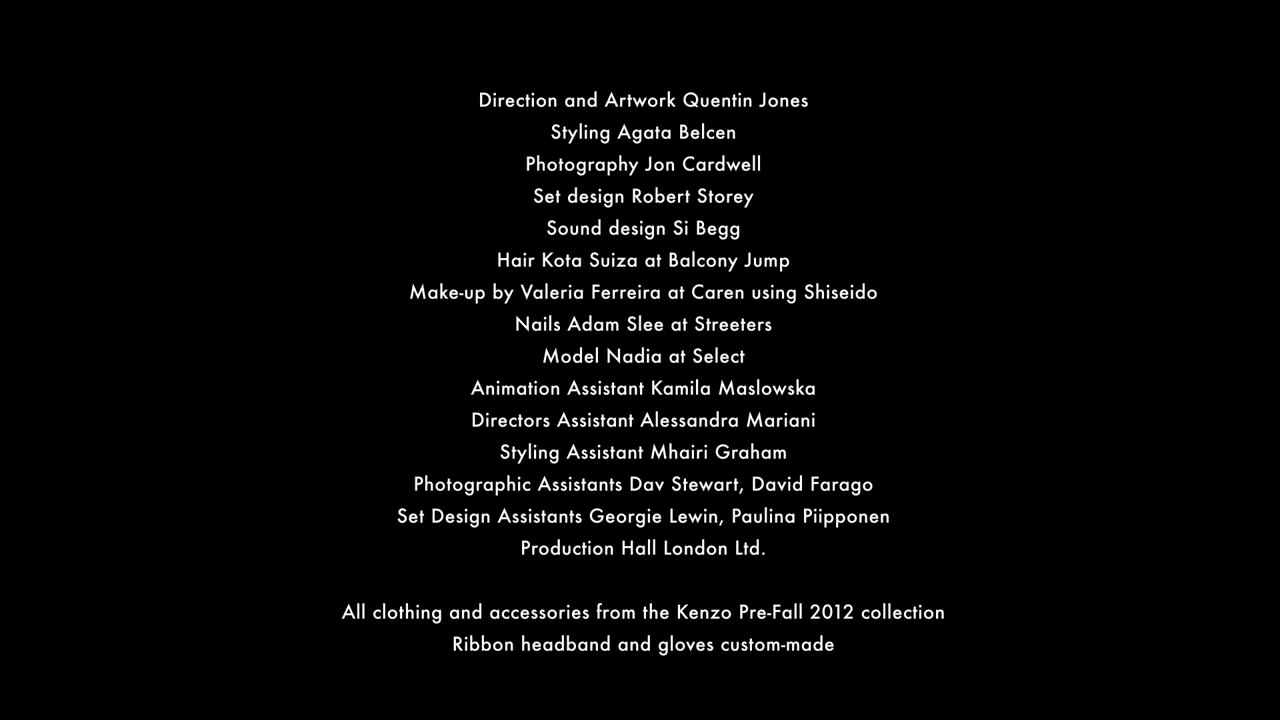 Direction and Artwork Quentin Jones
Styling Agata Belcen
Photography Jon Cardwell
Set design Robert Storey
Sound design Si Begg
Hair Kota Suiza at Balcony Jump
Make-up by Valeria Ferreira at Caren using Shiseido
Nails Adam Slee at Streeters
Model Nadia at Select
Animation Assistant Kamila Maslowska
Directors Assistant Alessandra Mariani
Styling Assistant Mhairi Graham
Photographic Assistants Dav Stewart, David Farago
Set Design Assistants Georgie Lewin, Paulina Piipponen
Production Hall London Ltd.
All clothing and accessories from the Kenzo Pre-Fall 2012 collection
Ribbon headband and gloves custom-made